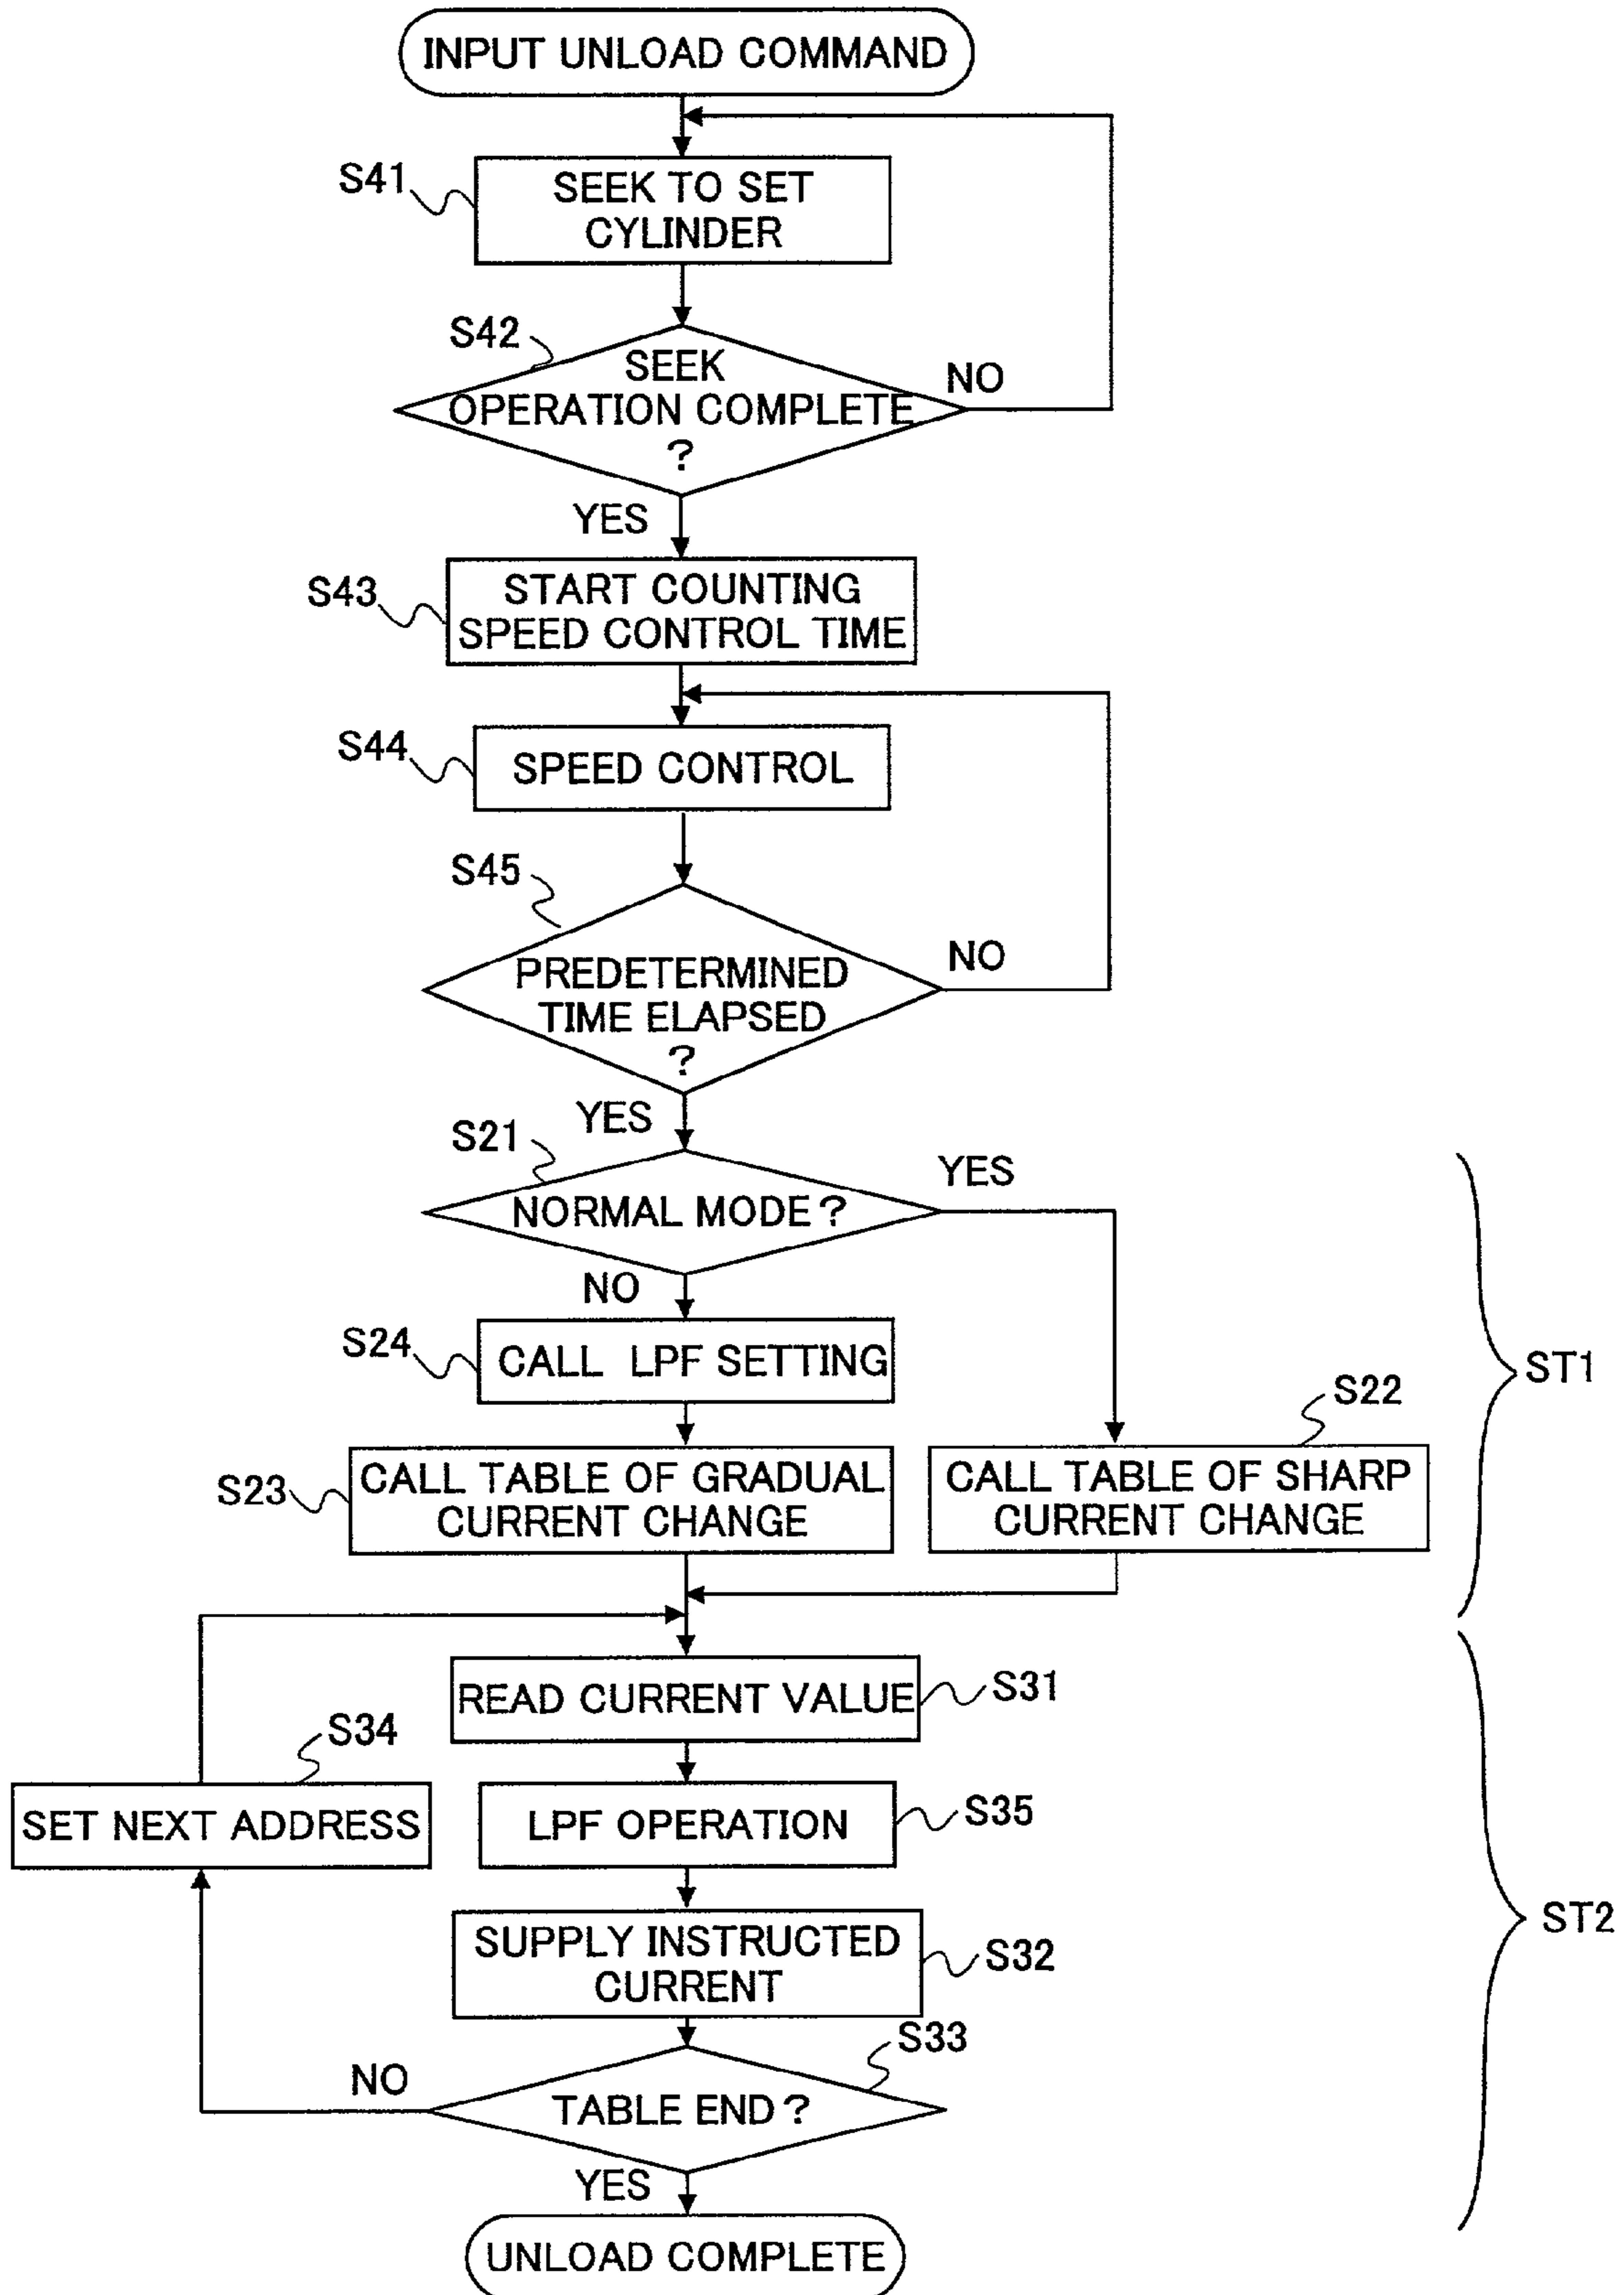 INPUT UNLOAD COMMAND
S41
SEEK TO SET
CYLINDER
S42
SEEK
OPERATION COMPLETE
?
NO
YES
S43
START COUNTING
SPEED CONTROL TIME
S44
SPEED CONTROL
S45
PREDETERMINED
TIME ELAPSED
?
NO
YES
S21
NORMAL MODE?
YES
NO
S24
CALL LPF SETTING
S22
S23
CALL TABLE OF GRADUAL
CURRENT CHANGE
CALL TABLE OF SHARP
CURRENT CHANGE
ST1
READ CURRENT VALUE
S31
S34
SET NEXT ADDRESS
LPF OPERATION
S35
SUPPLY INSTRUCTED
CURRENT
S32
ST2
S33
TABLE END?
NO
YES
UNLOAD COMPLETE